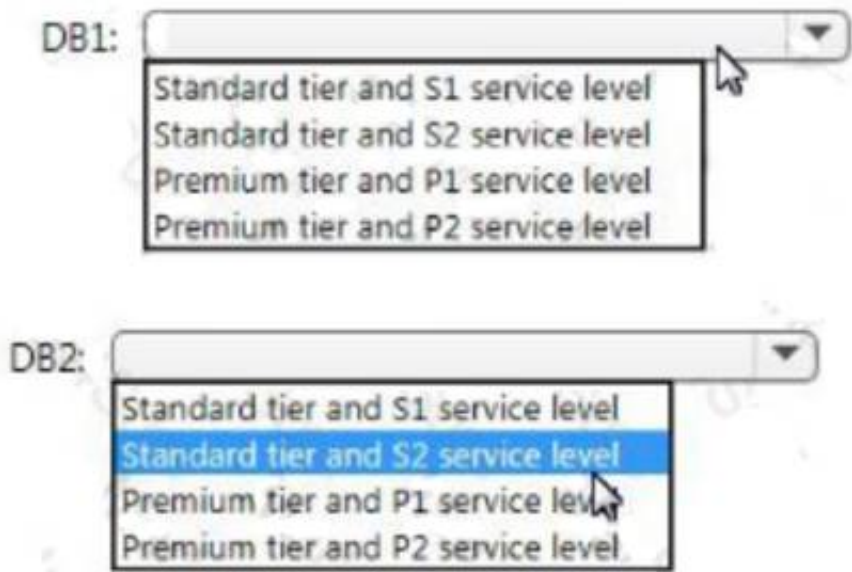 DB1:
Standard tier and S1 service level
Standard tier and S2 service level
Premium tier and P1 service level
Premium tier and P2 service level
DB2:
Standard tier and S1 service level
Standard tier and S2 service level
Premium tier and P1 service level
Premium tier and P2 service level